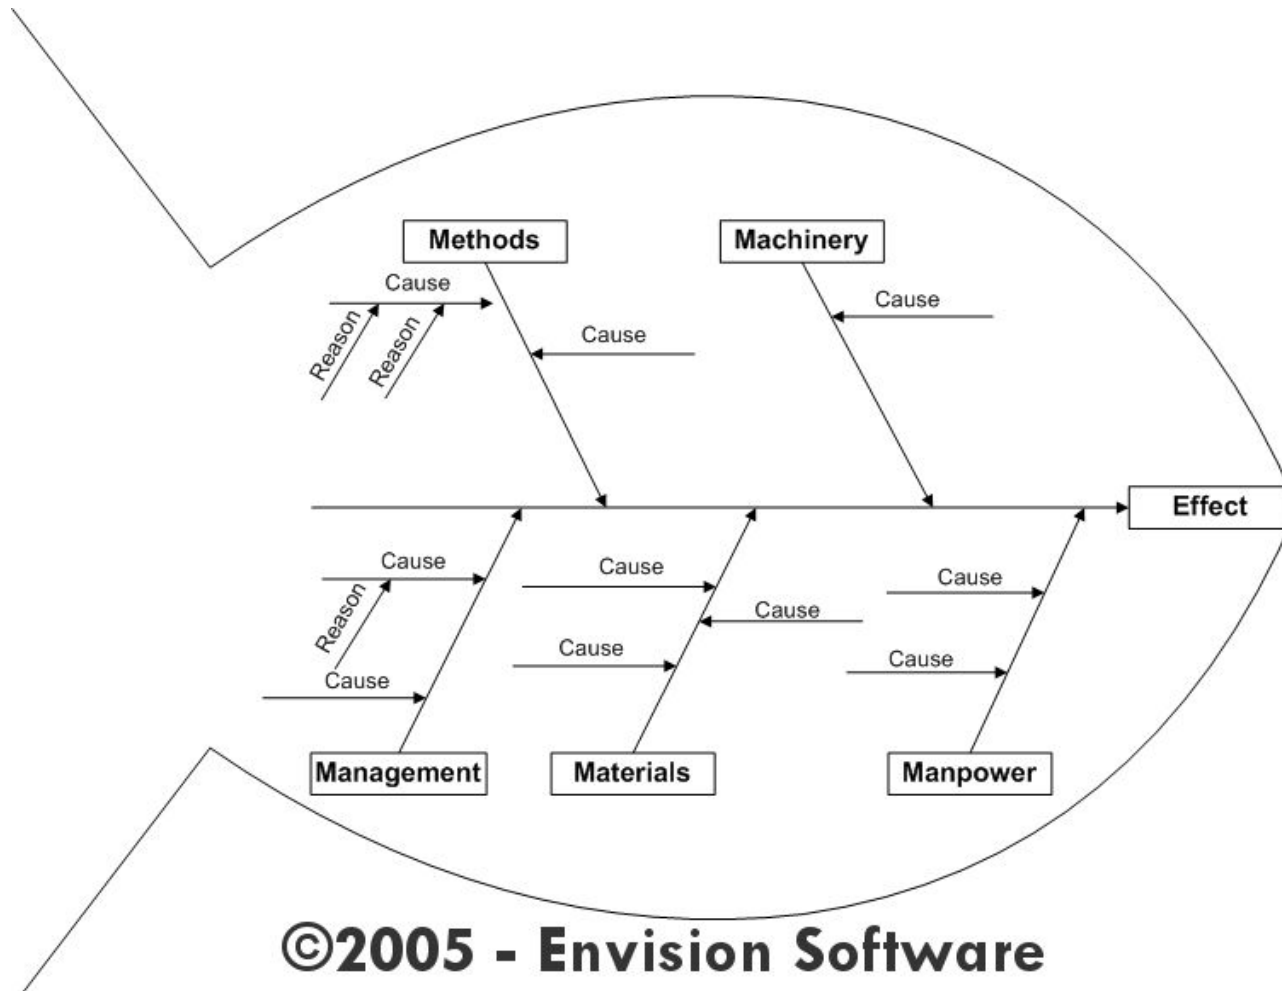 Methods
Machinery
Cause
Cause
Cause
Reason
Reason
Effect
Cause
Cause
Cause
Reason
Cause
Cause
Cause
Cause
Management
Materials
Manpower
©2005 - Envision Software